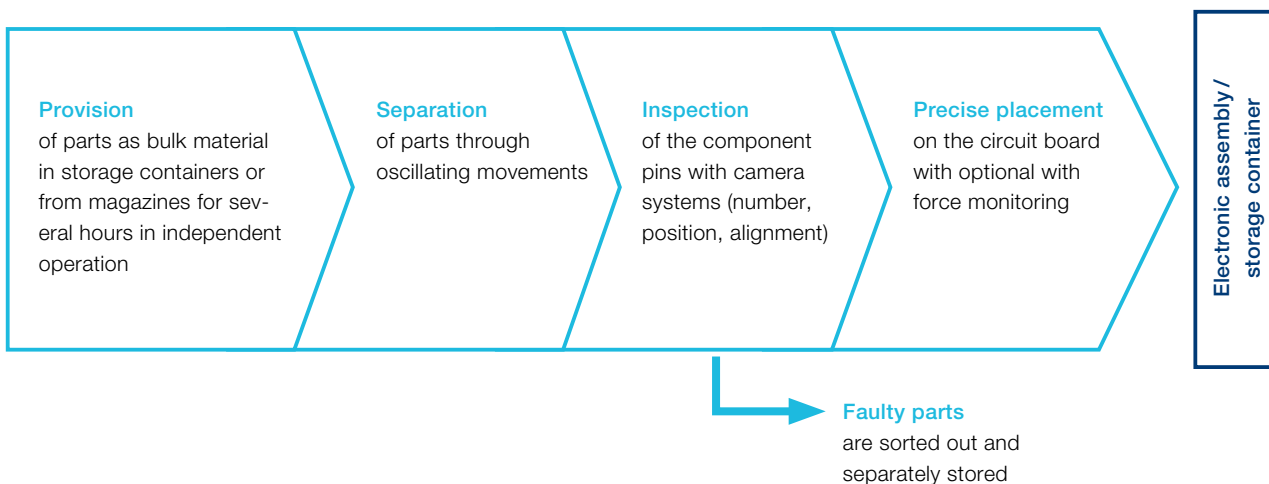 Provision
of parts as bulk material
in storage containers or
from magazines for sev-
eral hours in independent
operation
Separation
of parts through
oscillating movements
Inspection
of the component
pins with camera
systems (number,
position, alignment)
Precise placement
on the circuit board
with optional with
force monitoring
Electronic assembly/
storage container
Faulty parts
are sorted out and
separately stored